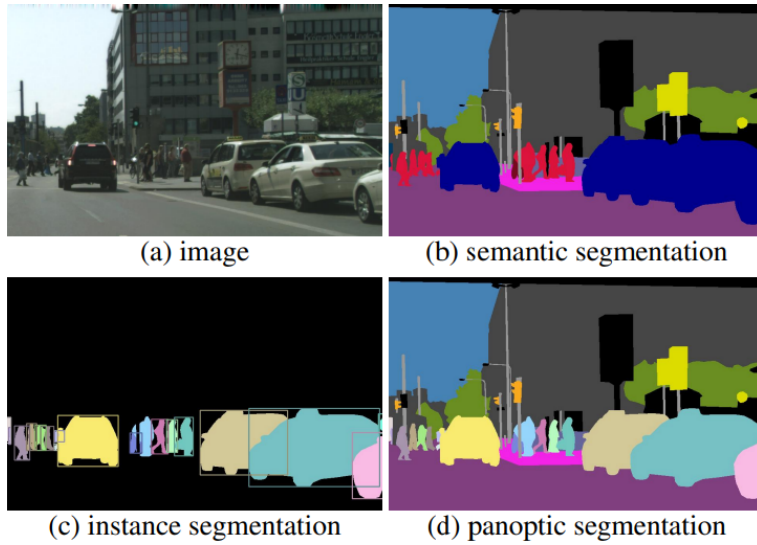 S
U
(a) image
(b) semantic segmentation
(c) instance segmentation
(d) panoptic segmentation